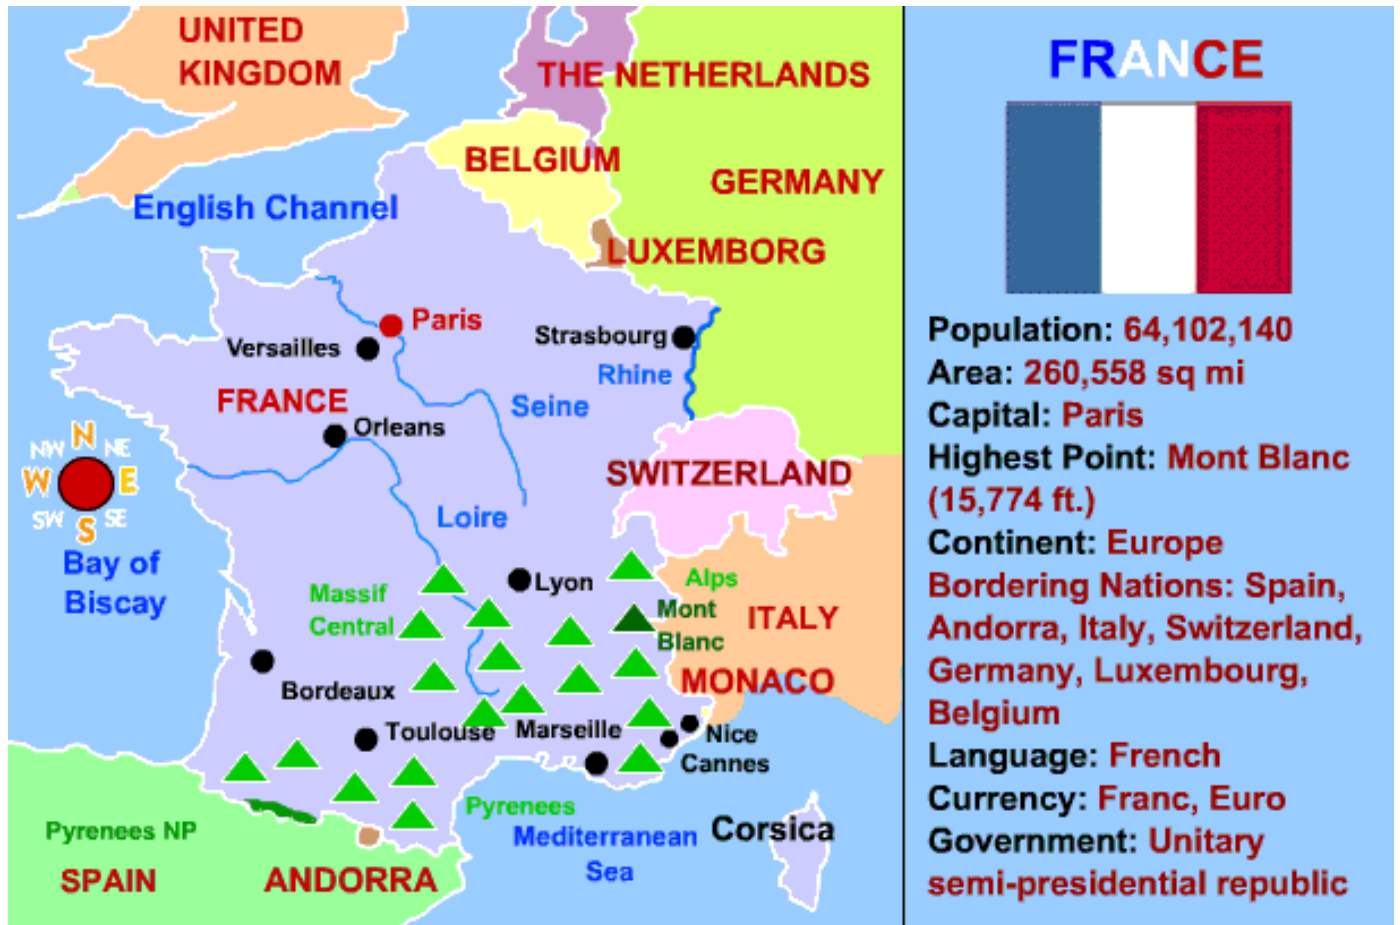 UNITED
KINGDOM
THE NETHERLANDS
BELGIUM
GERMANY
English Channel
LUXEMBORG
Paris
Versailles
Strasbourg
Rhine
FRANCE
Seine
Orleans
N
NW
NE
W
E
SW
SE
S
SWITZERLAND
Loire
Bay of
Biscay
Massif
Central
Lyon
Alps
Mont
Blanc
ITALY
MONACO
Bordeaux
Toulouse
Marseille
Nice
Cannes
Pyrenees
Mediterranean
Sea
Corsica
Pyrenees NP
SPAIN
ANDORRA
FRANCE
Population: 64,102,140
Area: 260,558 sq mi
Capital: Paris
Highest Point: Mont Blanc
(15,774 ft.)
Continent: Europe
Bordering Nations: Spain,
Andorra, Italy, Switzerland,
Germany, Luxembourg,
Belgium
Language: French
Currency: Franc, Euro
Government: Unitary
semi-presidential republic